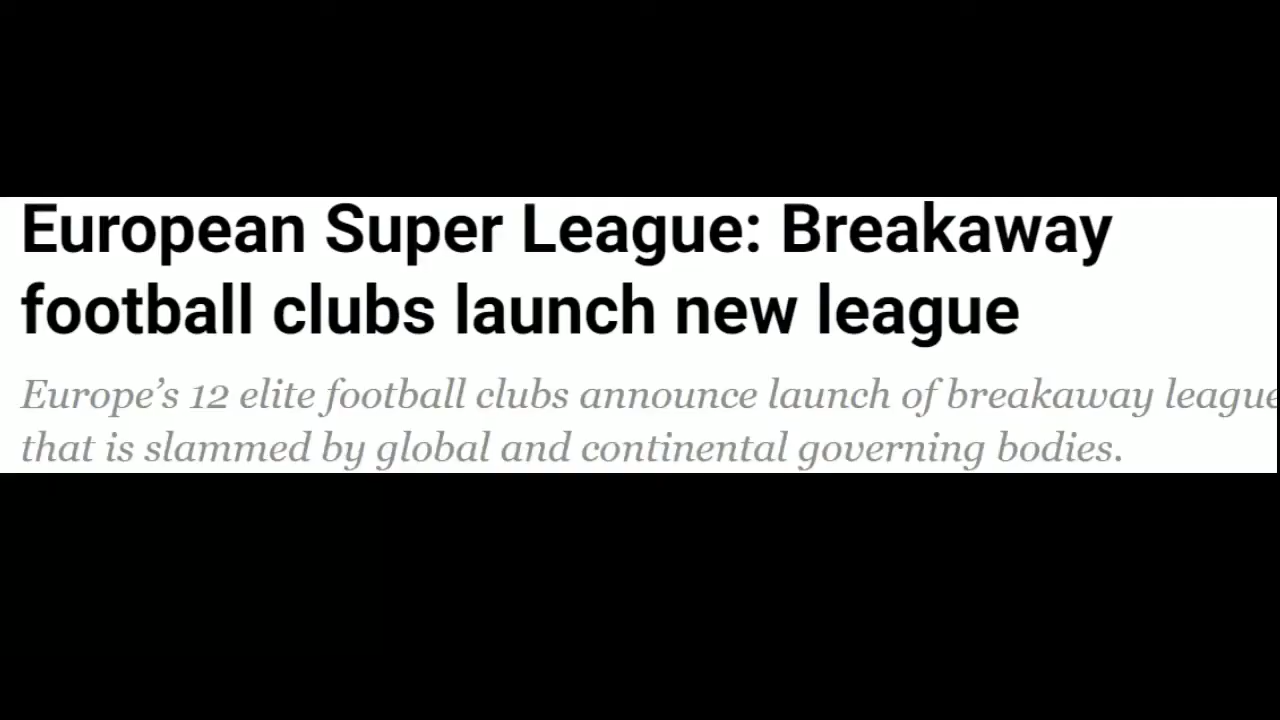 European Super League: Breakaway
football clubs launch new league
Europe’s 12 elite football clubs announce launch of breakaway league
that is slammed by global and continental governing bodies.